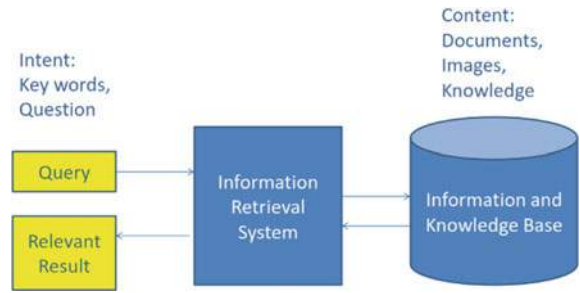 Intent:
Key words,
Question
Content:
Documents,
Images,
Knowledge
Query
Information
Retrieval
System
Information and
Knowledge Base
Relevant
Result